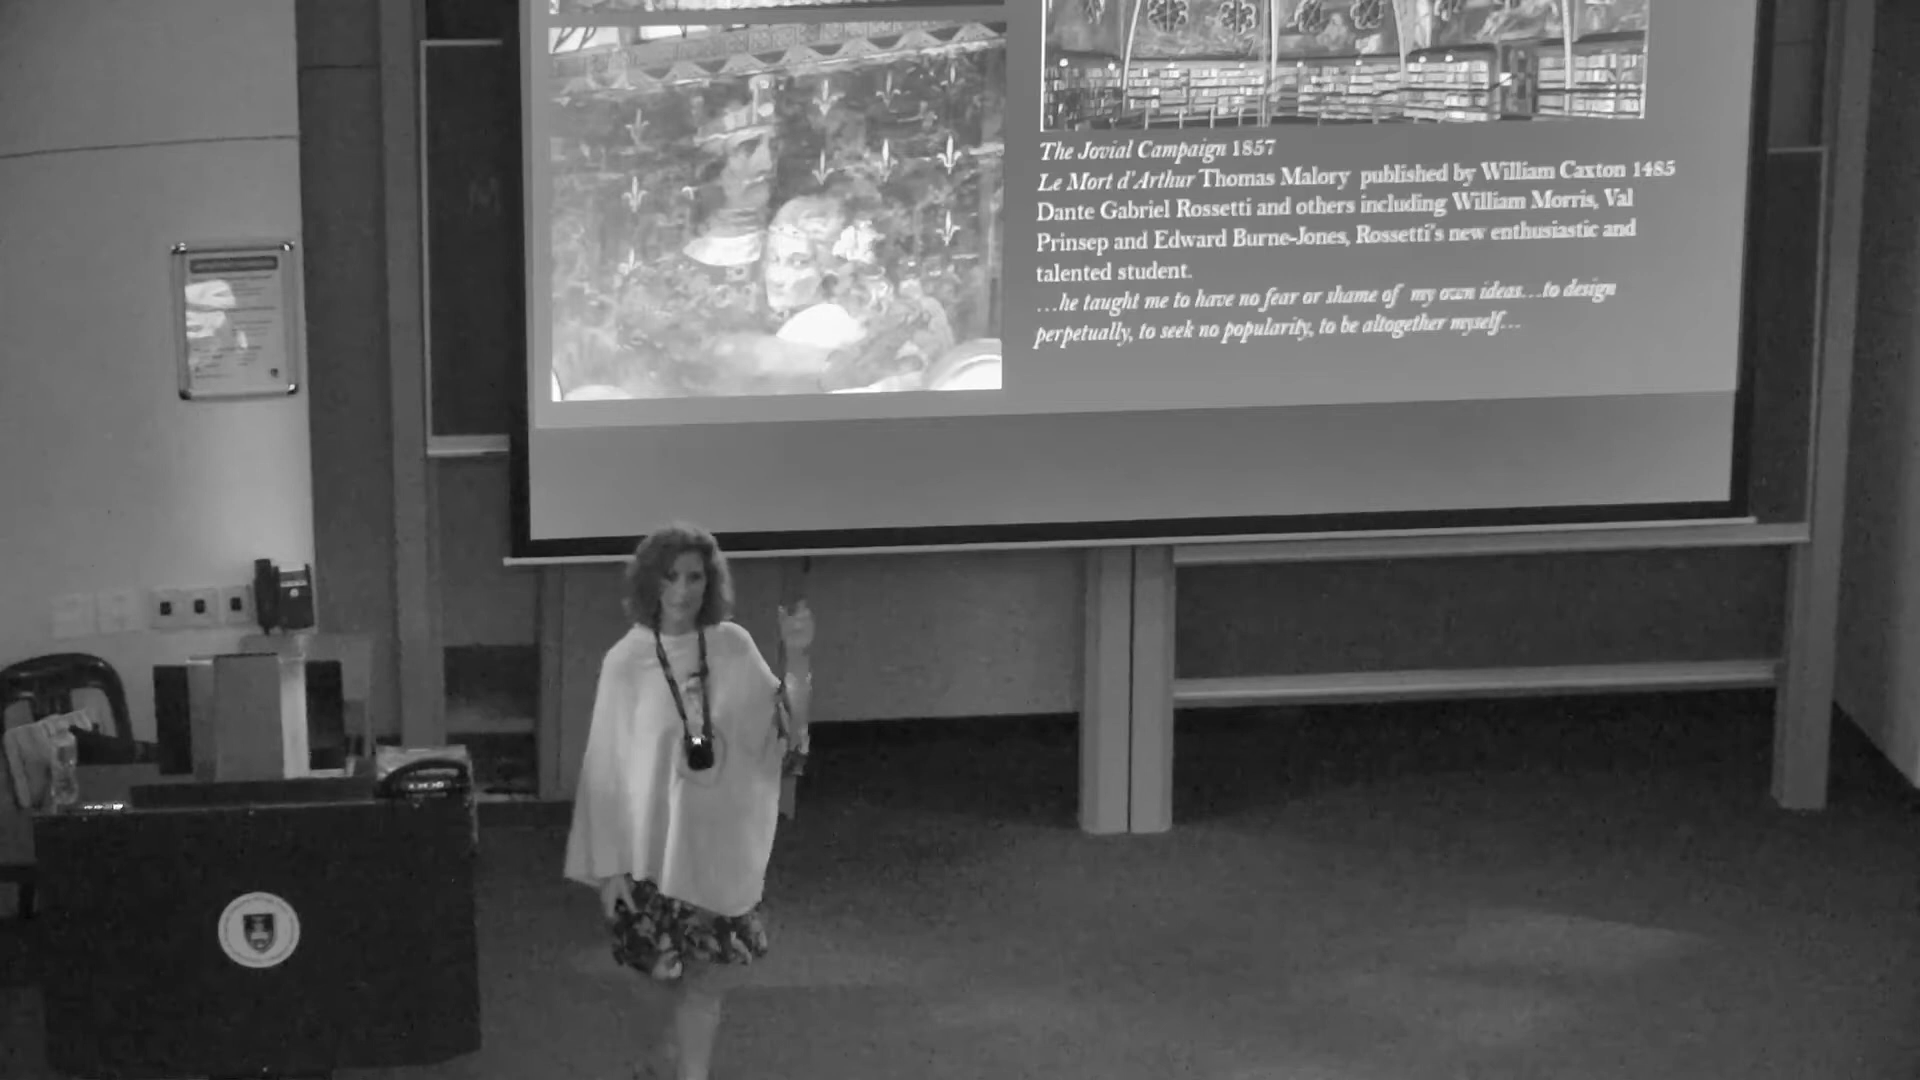 The Jovial Campaign 1857
Le Mort d'Arthur Thomas Malory published by William Caxton 1485
Dante Gabriel Rossetti and others including William Morris, Val
Prinsep and Edward Burne-Jones, Rossetti's new enthusiastic and
talented student.
…he taught me to have no fear or shame of my own ideas…to design
perpetually, to seek no popularity, to be altogether myself…